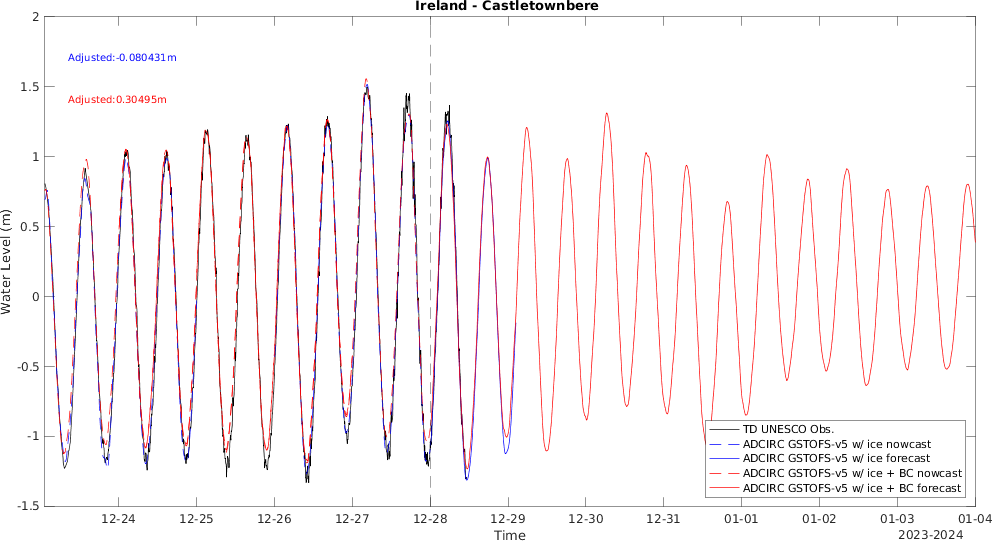 Ireland - Castletownbere
2
1.5
1
0.5
0
-0.5
-1
-1.5
Water Level (m)
Adjusted:-0.080431m
Adjusted:0.30495m
TD UNESCO Obs.
ADCIRC GSTOFS-v5 w/ ice nowcast
ADCIRC GSTOFS-v5 w/ ice forecast
ADCIRC GSTOFS-v5 w/ ice + BC nowcast
ADCIRC GSTOFS-v5 w/ ice + BC forecast
12-24 12-25 12-26 12-27 12-28 12-29 12-30 12-31 01-01 01-02 01-03 01-04
Time
2023-2024